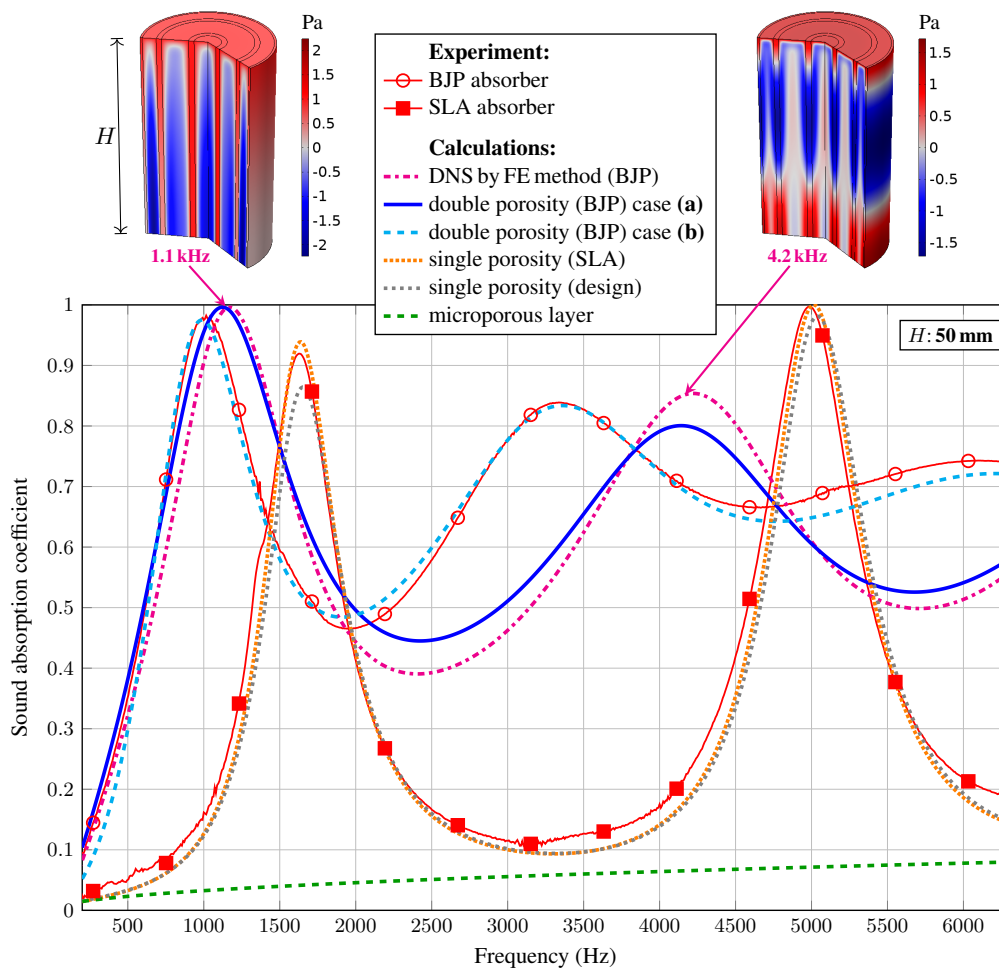 Pa
2
1.5
1
0.5
0
-0.5
-1
-1.5
-2
H
1.1 kHz
Experiment:
BJP absorber
SLA absorber
Calculations:
DNS by FE method (BJP)
double porosity (BJP) case (a)
double porosity (BJP) case (b)
single porosity (SLA)
single porosity (design)
microporous layer
Pa
1.5
1
0.5
0
-0.5
-1
-1.5
4.2 kHz
H: 50 mm
Sound absorption coefficient
1
0.9
0.8
0.7
0.6
0.5
0.4
0.3
0.2
0.1
0
500 1000 1500 2000 2500 3000 3500 4000 4500 5000 5500 6000
Frequency (Hz)